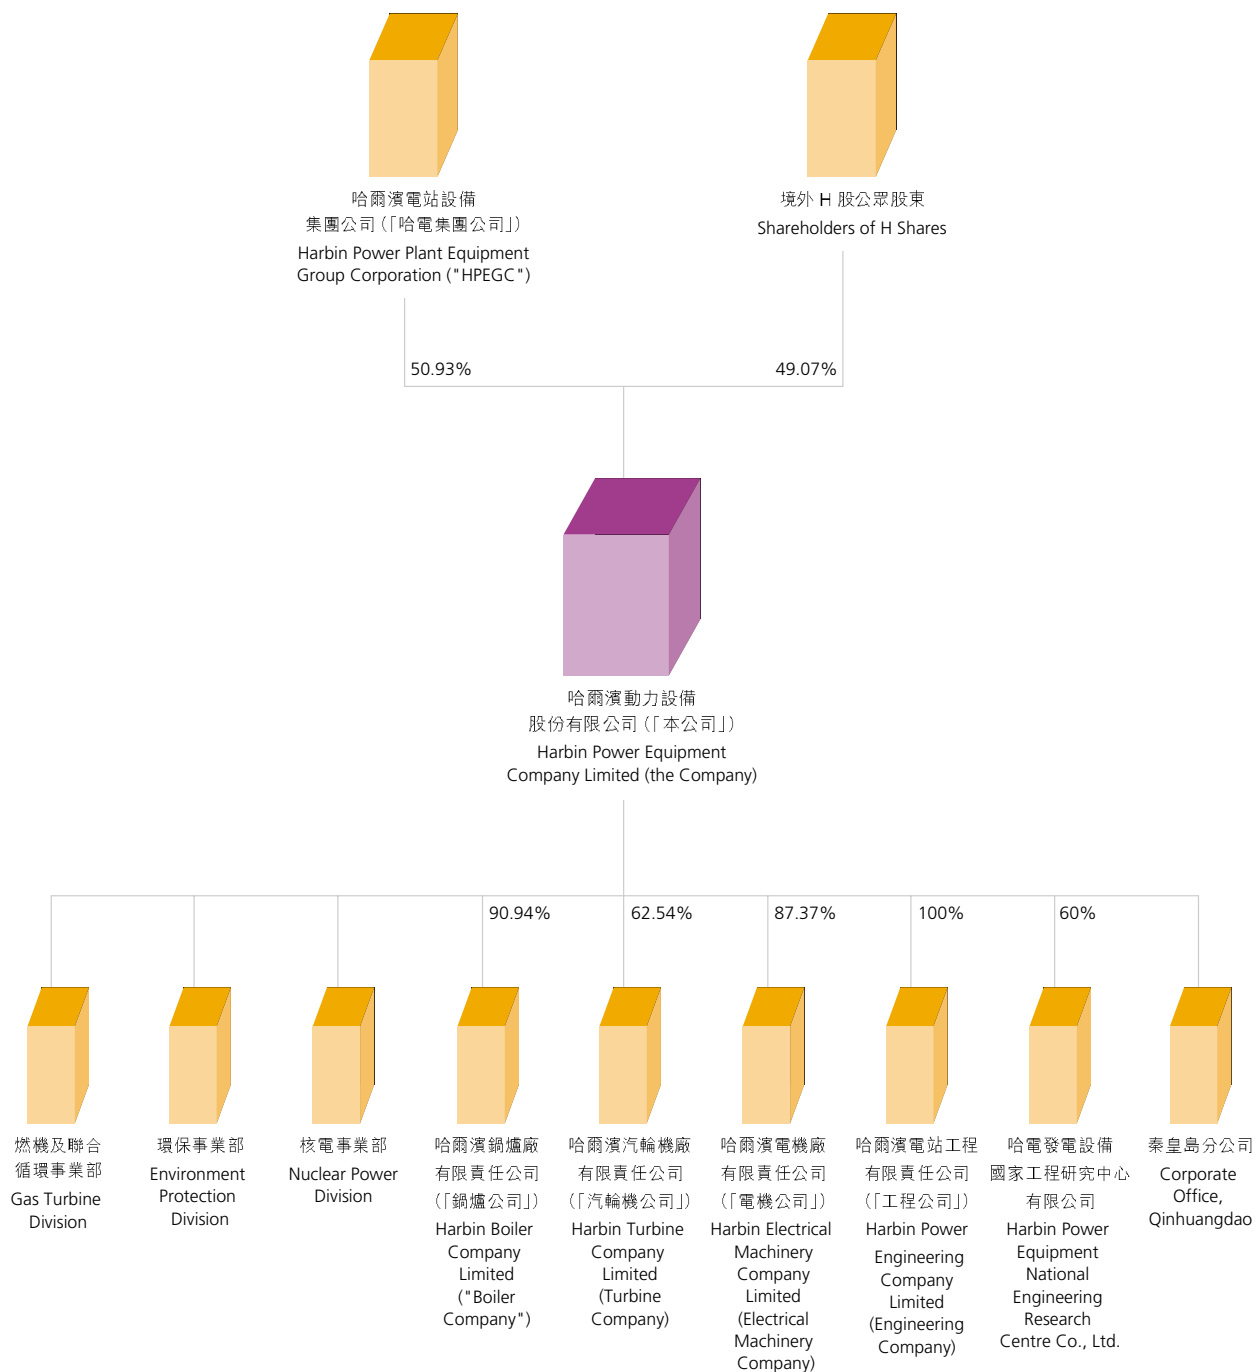 哈爾濱電站設備
集團公司(「哈電集團公司」)
Harbin Power Plant Equipment
Group Corporation ("HPEGC")
境外 H 股公眾股東
Shareholders of H Shares
50.93%
49.07%
哈爾濱動力設備
股份有限公司(「本公司」)
Harbin Power Equipment
Company Limited (the Company)
90.94%
62.54%
87.37%
100%
60%
燃機及聯合
循環事業部
Gas Turbine
Division
環保事業部
Environment
Protection
Division
核電事業部
Nuclear Power
Division
哈爾濱鍋爐廠
有限責任公司
(「鍋爐公司」)
Harbin Boiler
Company
Limited
("Boiler
Company")
哈爾濱汽輪機廠
有限責任公司
(「汽輪機公司」)
Harbin Turbine
Company
Limited
(Turbine
Company)
哈爾濱電機廠
有限責任公司
(「電機公司」)
Harbin Electrical
Machinery
Company
Limited
(Electrical
Machinery
Company)
哈爾濱電站工程
有限責任公司
(「工程公司」)
Harbin Power
Engineering
Company
Limited
(Engineering
Company)
哈電發電設備
國家工程研究中心
有限公司
Harbin Power
Equipment
National
Engineering
Research
Centre Co., Ltd.
秦皇島分公司
Corporate
Office,
Qinhuangdao